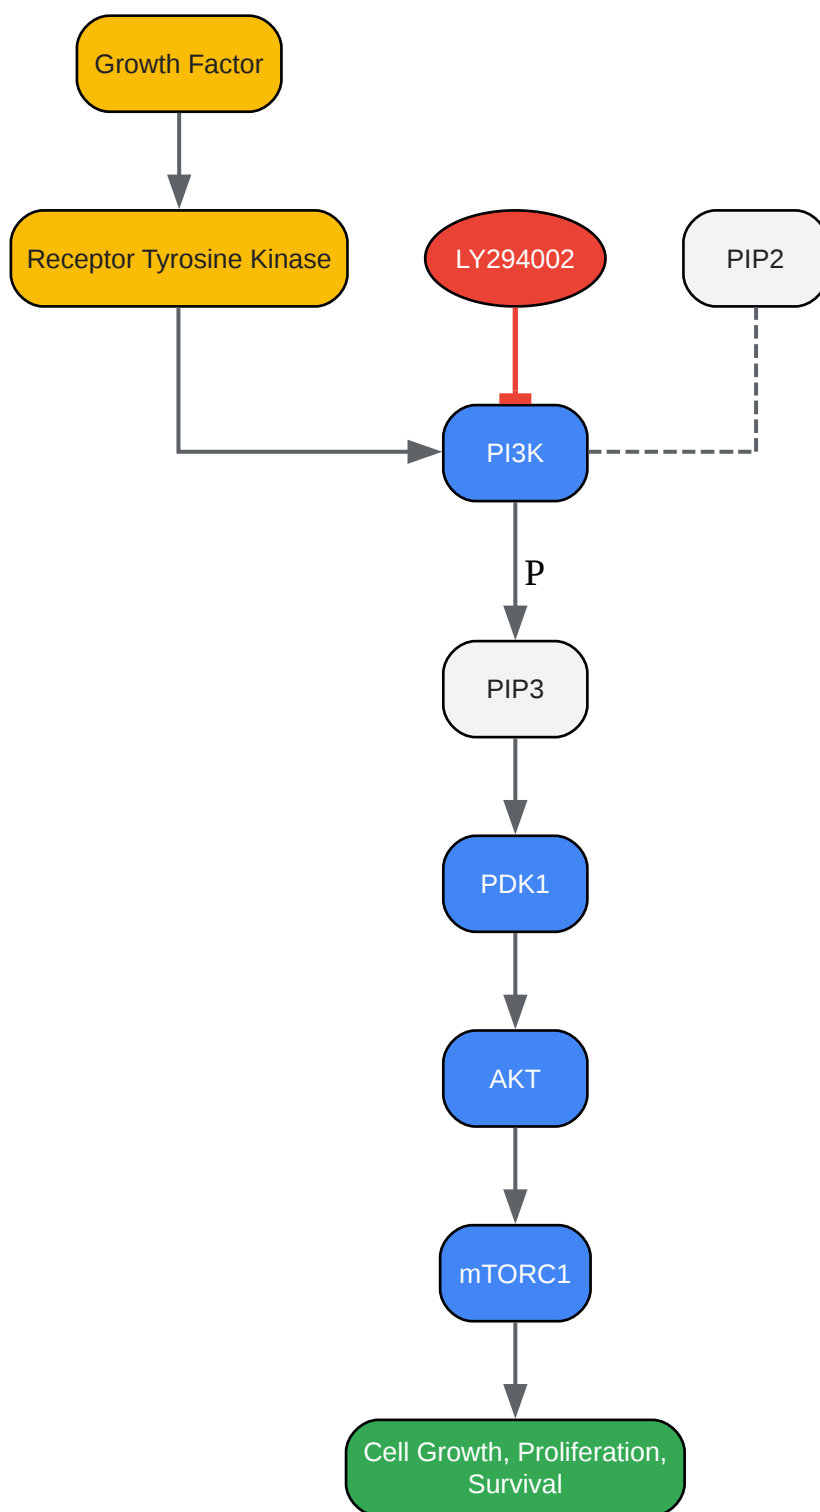 Growth Factor
Receptor Tyrosine Kinase
LY294002
PIP2
PI3K
P
PIP3
PDK1
AKT
mTORC1
Cell Growth, Proliferation,
Survival